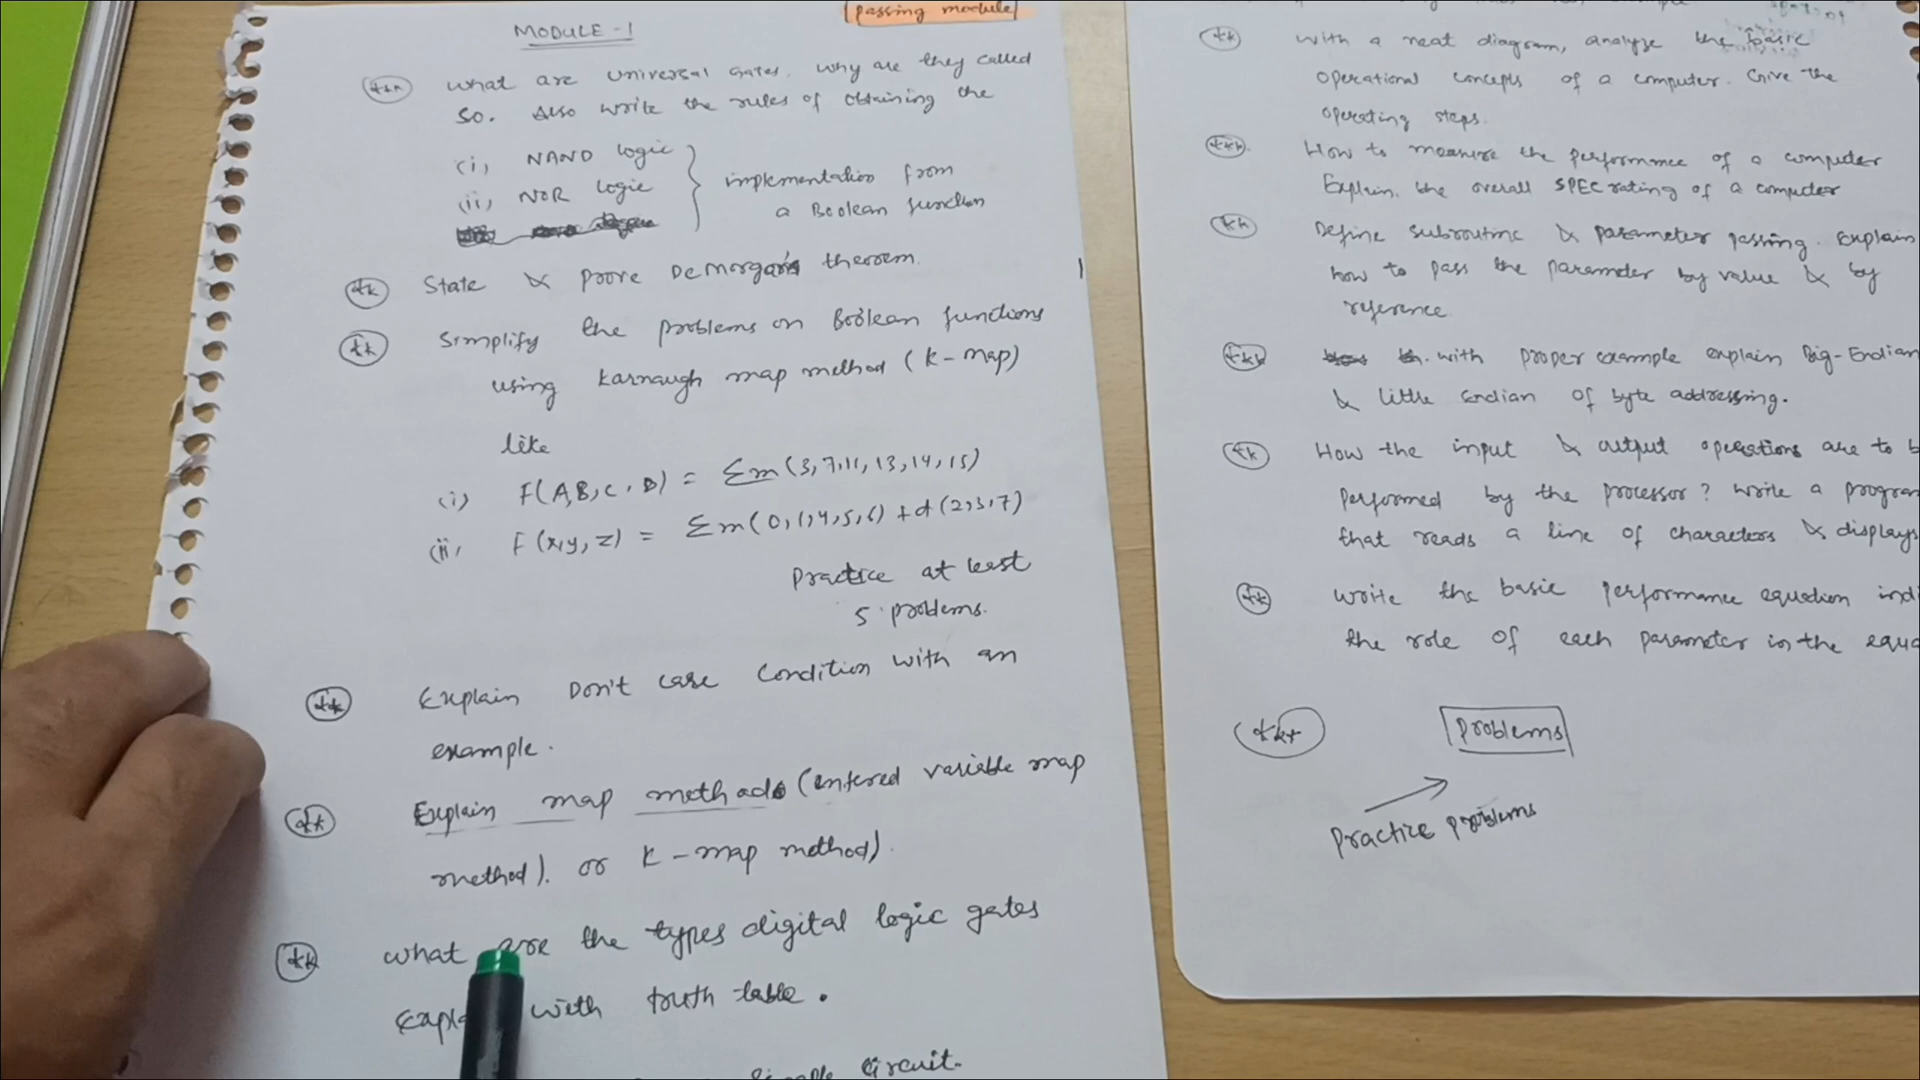 passing module
MODULE - 1
*** What are universal gates. Why are they called
so. Also write the rules of obtaining the
(i) NAND logic
(ii) NOR logic
implementation from
a Boolean function
** State & prove DeMorgan's theorem.
** Simplify the problems on Boolean functions
using Karnaugh map method (K-map)
like
(i) F(A,B,C,D) = Σm(3,7,11,13,14,15)
(ii) F(x,y,z) = Σm(0,1,4,5,6) + d(2,3,7)
Practice at least
5 problems.
** Explain Don't care condition with an
example.
** Explain map method (entered variable map
method). or K-map method).
** What are the types digital logic gates
with truth table.
circuit.
** With a neat diagram, analyze the basic
operational concepts of a computer. Give the
operating steps.
*** How to measure the performance of a computer
Explain the overall SPEC rating of a computer
** Define subroutine & parameter passing. Explain
how to pass the parameter by value & by
reference
*** with proper example explain Big-Endian
& little Endian of byte addressing.
** How the input & output operations are to b
performed by the processor? Write a program
that reads a line of characters & displays
** Write the basic performance equation indi
the role of each parameter in the equa
*** Problems
Practice problems